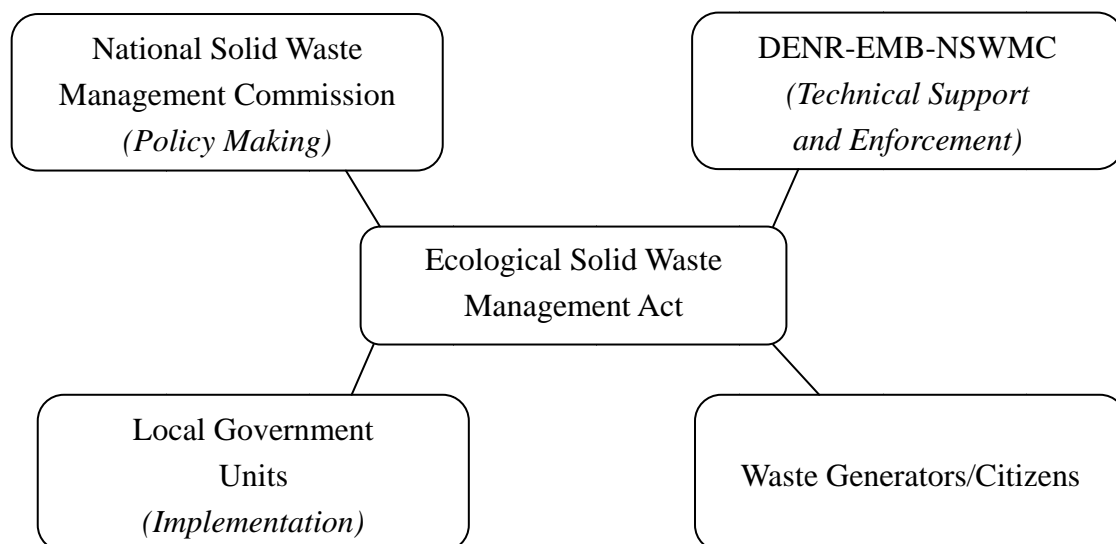 National Solid Waste
Management Commission
(Policy Making)
DENR-EMB-NSWMC
(Technical Support
and Enforcement)
Ecological Solid Waste
Management Act
Local Government
Units
(Implementation)
Waste Generators/Citizens